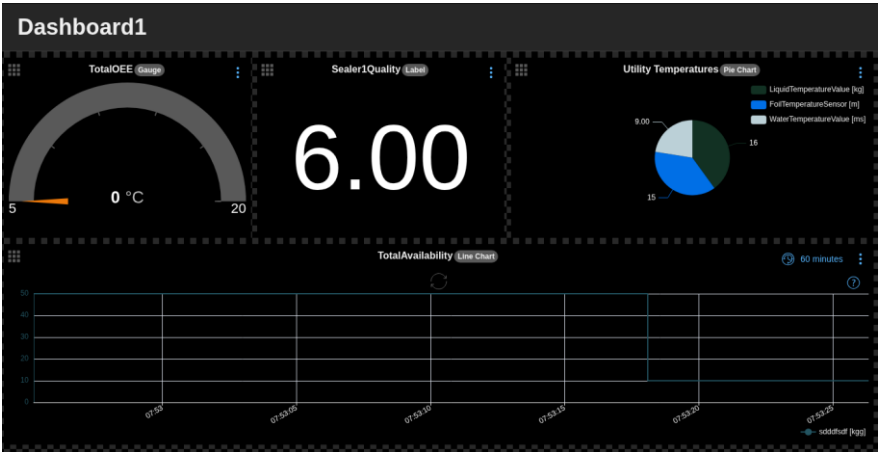 Dashboard1
TotalOEE Gauge
0 °C
5
20
Sealer1Quality Label
6.00
Utility Temperatures Pie Chart
LiquidTemperatureValue [kg]
FoilTemperatureSensor [m]
WaterTemperatureValue [ms]
9.00
16
15
TotalAvailability Line Chart
60 minutes
?
50
40
30
20
10
0
07:53
07:53:05
07:53:10
07:53:15
07:53:20
07:53:25
sdddfsdf [kgg]